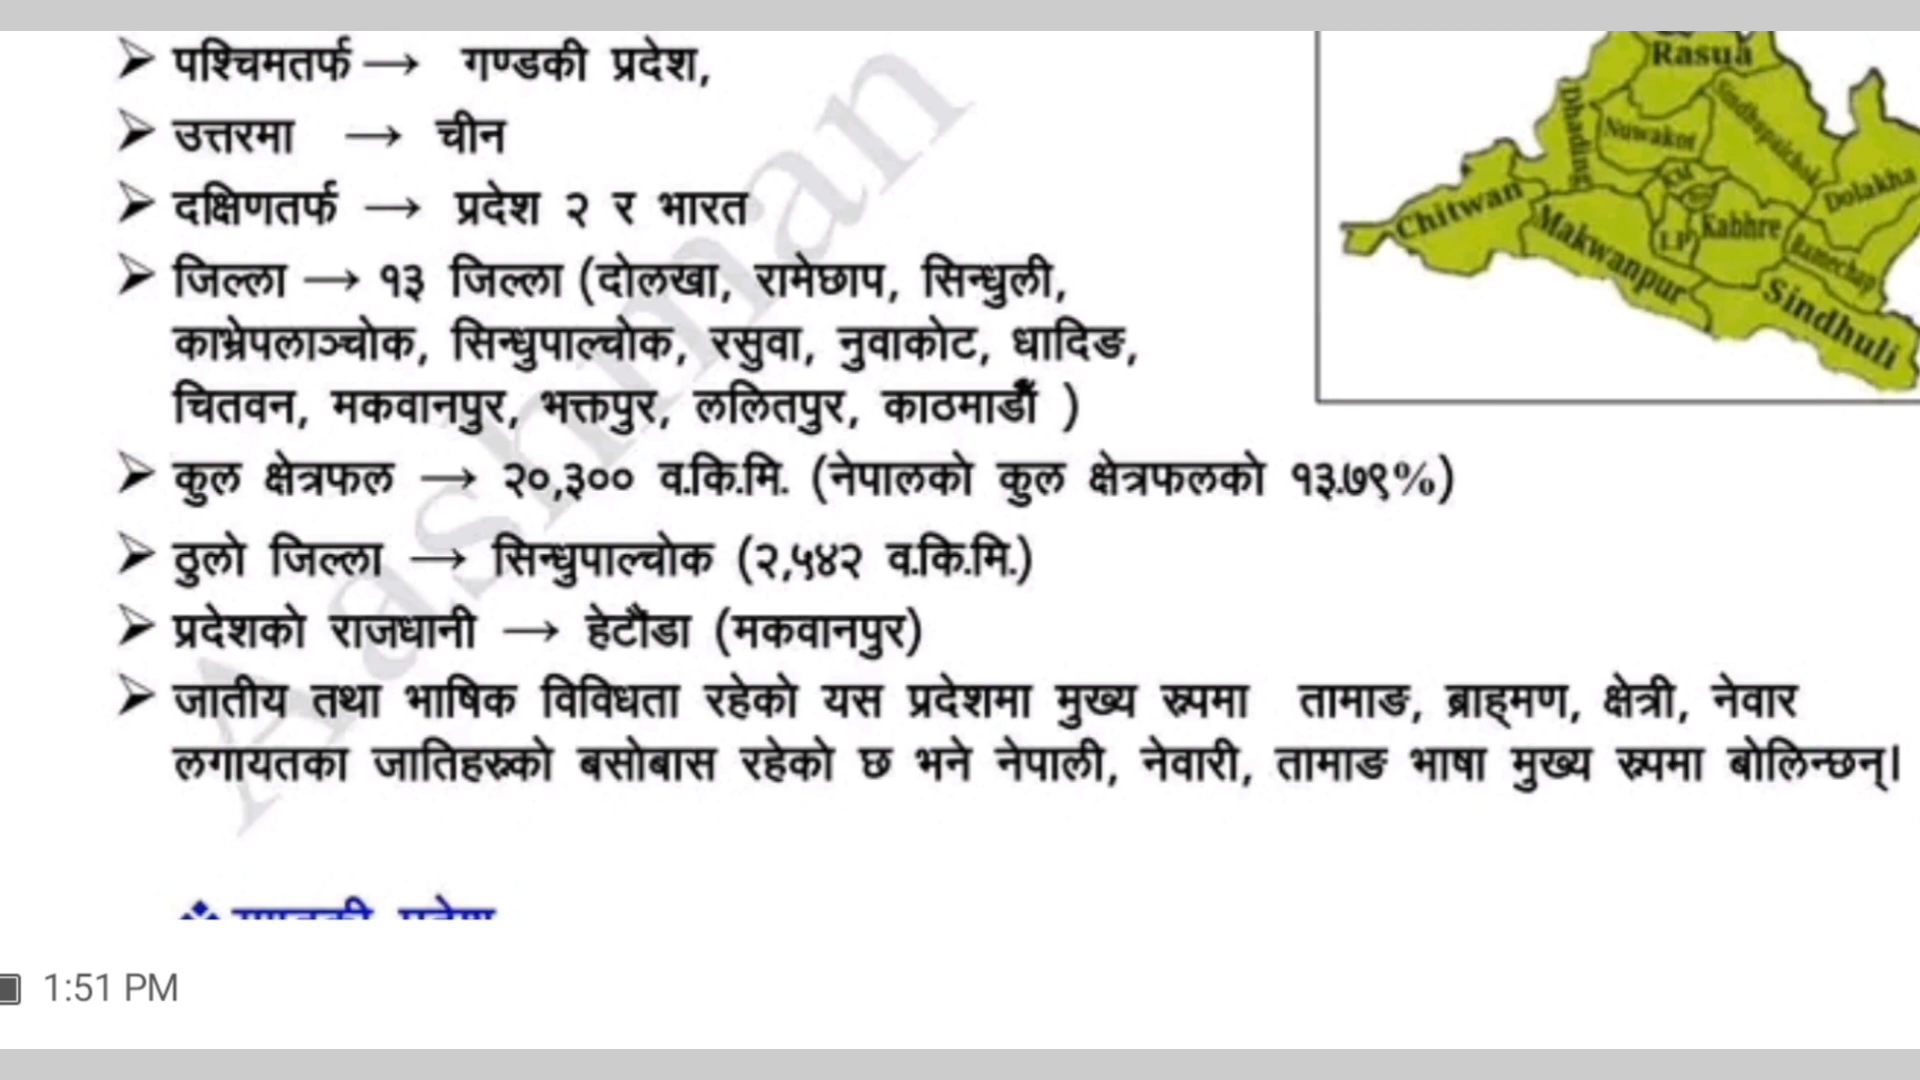 ➢ पश्चिमतर्फ → गण्डकी प्रदेश,
➢ उत्तरमा → चीन
➢ दक्षिणतर्फ → प्रदेश २ र भारत
➢ जिल्ला → १३ जिल्ला (दोलखा, रामेछाप, सिन्धुली,
काभ्रेपलाञ्चोक, सिन्धुपाल्चोक, रसुवा, नुवाकोट, धादिङ,
चितवन, मकवानपुर, भक्तपुर, ललितपुर, काठमाडौँ )
➢ कुल क्षेत्रफल → २०,३०० व.कि.मि. (नेपालको कुल क्षेत्रफलको १३.७९%)
➢ ठुलो जिल्ला → सिन्धुपाल्चोक (२,५४२ व.कि.मि.)
➢ प्रदेशको राजधानी → हेटौंडा (मकवानपुर)
➢ जातीय तथा भाषिक विविधता रहेको यस प्रदेशमा मुख्य रुपमा तामाङ, ब्राह्मण, क्षेत्री, नेवार
लगायतका जातिहरुको बसोबास रहेको छ भने नेपाली, नेवारी, तामाङ भाषा मुख्य रुपमा बोलिन्छन्।
Rasua
Dhading
Nuwakot
Sindhupalchok
Dolakha
Chitwan
Makwanpur
LP
Kabhre
Ramechap
Sindhuli
Aashman
1:51 PM